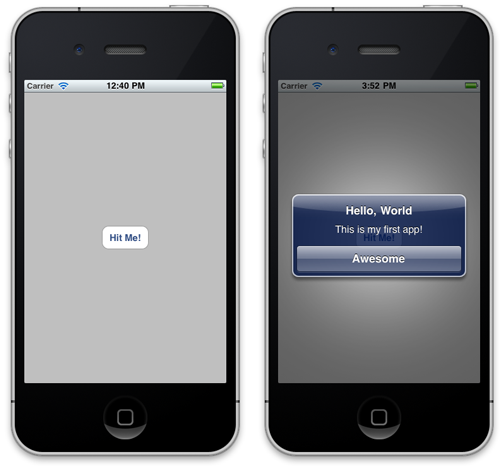 Carrier 12:40 PM
Hit Me!
Carrier 3:52 PM
Hello, World
This is my first app!
Hit Me!
Awesome